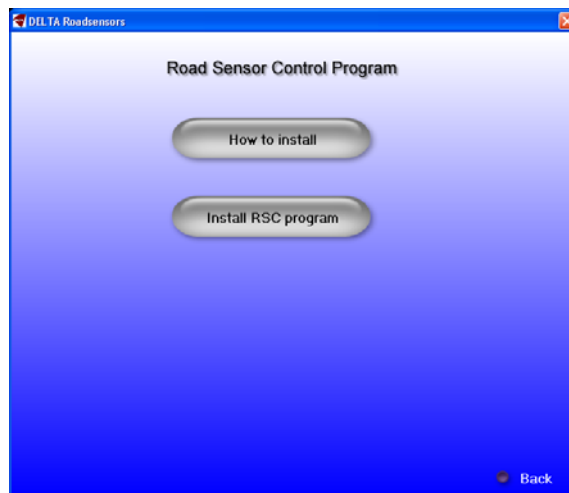 DELTA Roadsensors
Road Sensor Control Program
How to install
Install RSC program
Back